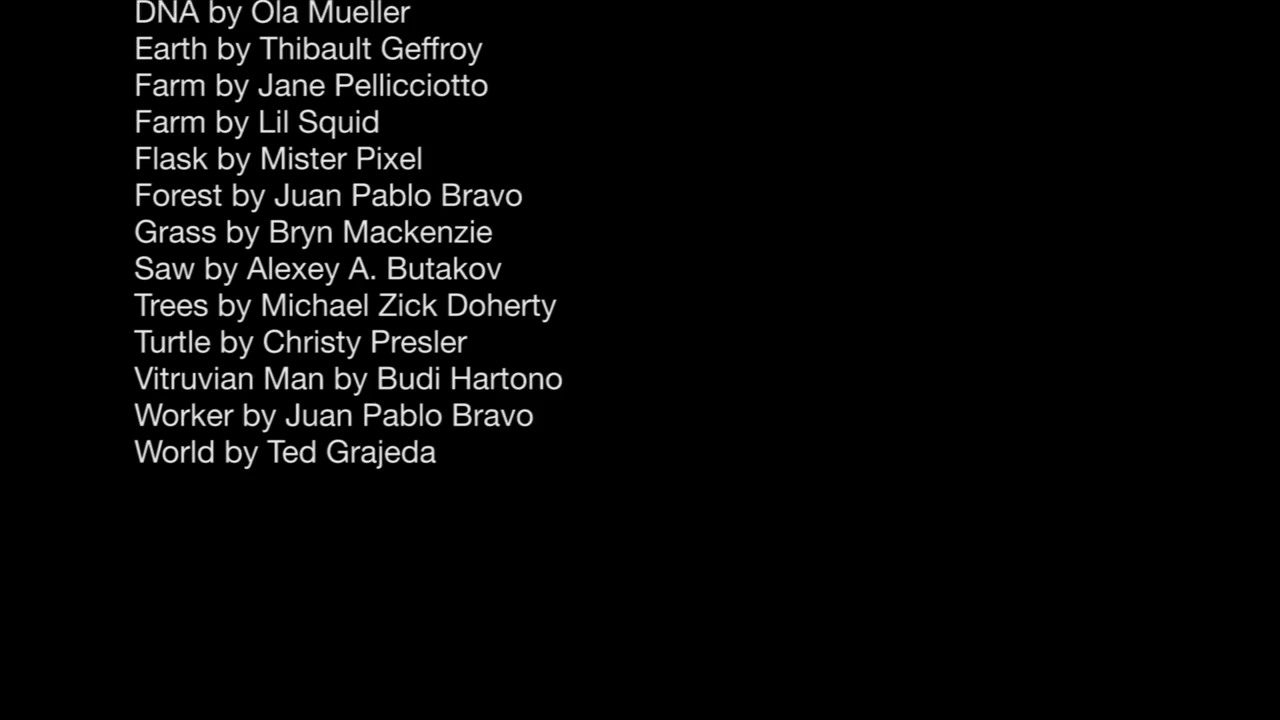 DNA by Ola Mueller
Earth by Thibault Geffroy
Farm by Jane Pellicciotto
Farm by Lil Squid
Flask by Mister Pixel
Forest by Juan Pablo Bravo
Grass by Bryn Mackenzie
Saw by Alexey A. Butakov
Trees by Michael Zick Doherty
Turtle by Christy Presler
Vitruvian Man by Budi Hartono
Worker by Juan Pablo Bravo
World by Ted Grajeda